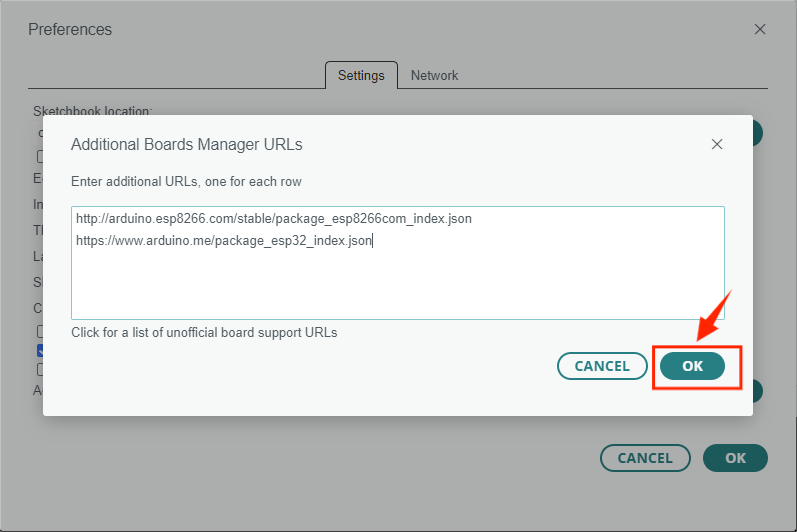 Preferences
Settings
Network
Sketchbook location:
Additional Boards Manager URLs
Enter additional URLs, one for each row
http://arduino.esp8266.com/stable/package_esp8266com_index.json
https://www.arduino.me/package_esp32_index.json
Click for a list of unofficial board support URLs
CANCEL
OK
CANCEL
OK